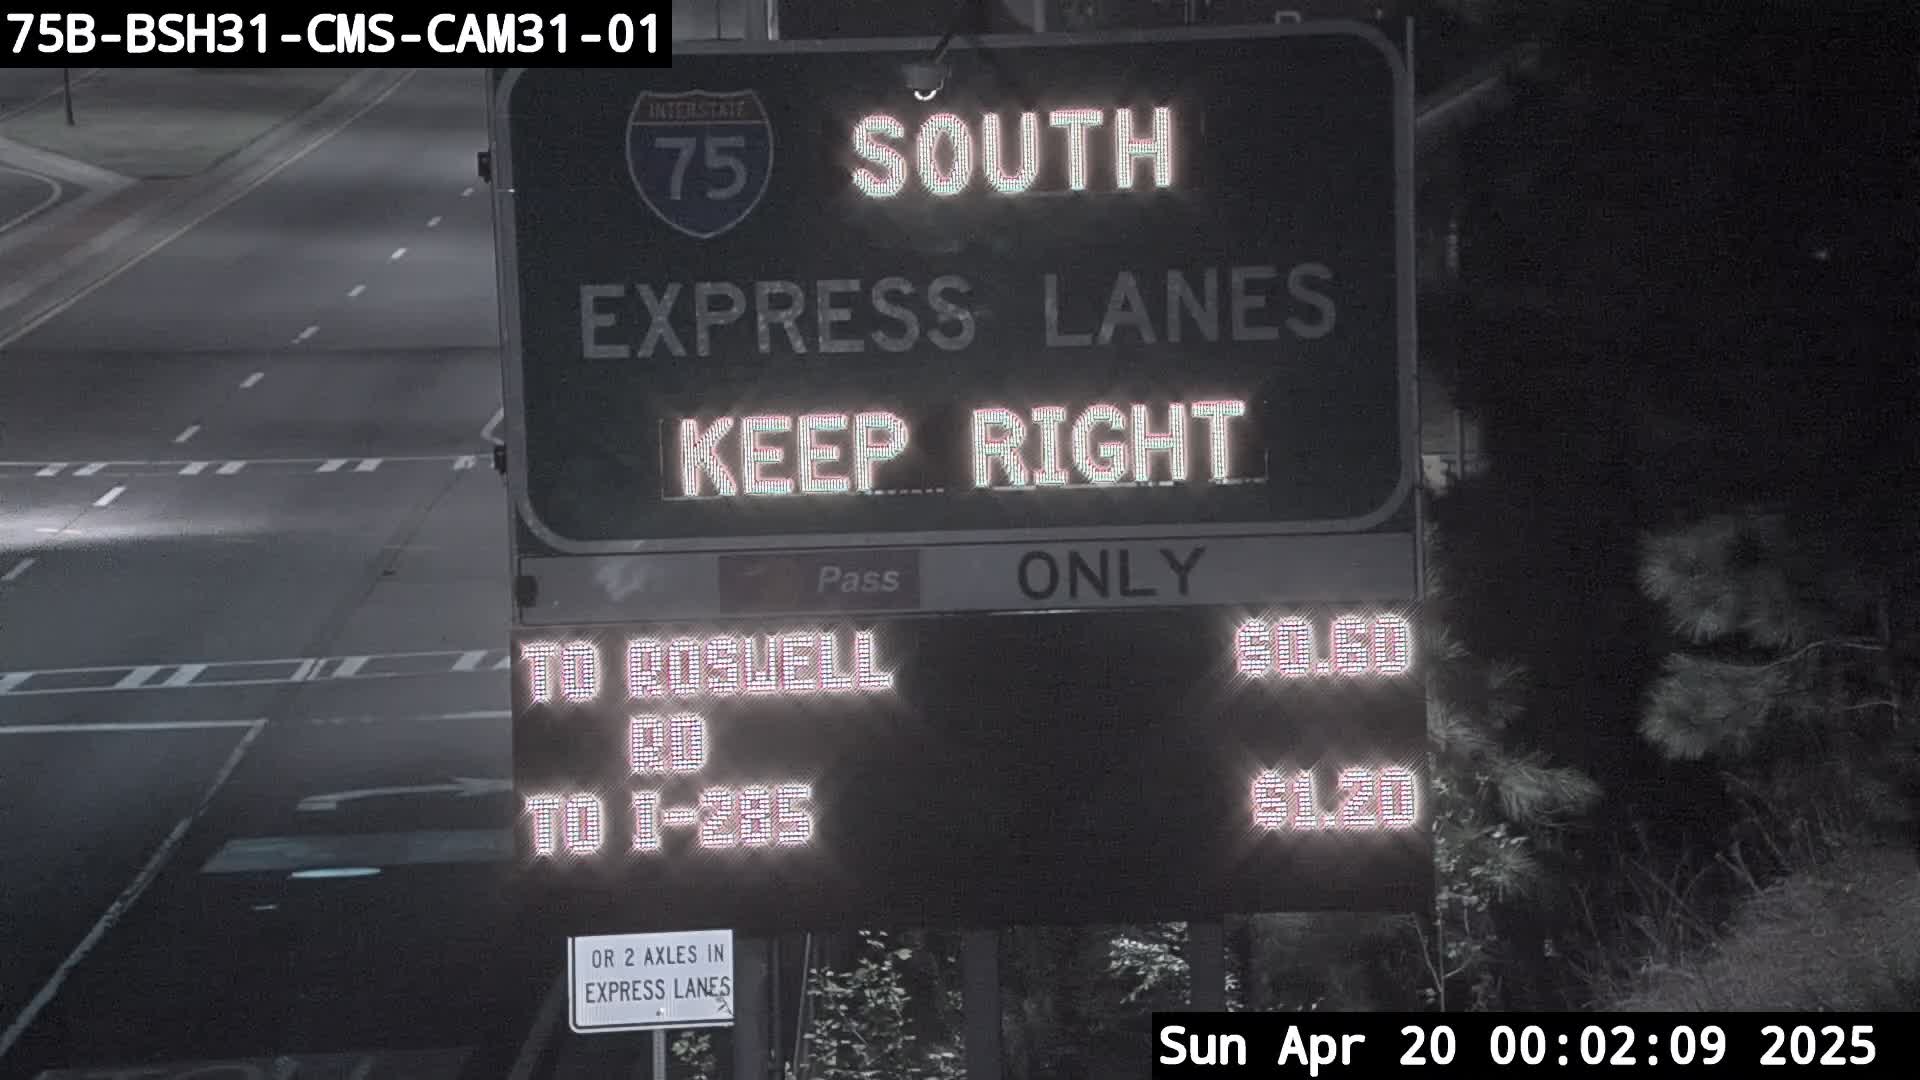 75B-BSH31-CMS-CAM31-01
INTERSTATE
75
SOUTH
EXPRESS LANES
KEEP RIGHT
Pass ONLY
TO ROSWELL $0.60
RD
TO I-285 $1.20
OR 2 AXLES IN
EXPRESS LANES
Sun Apr 20 00:02:09 2025